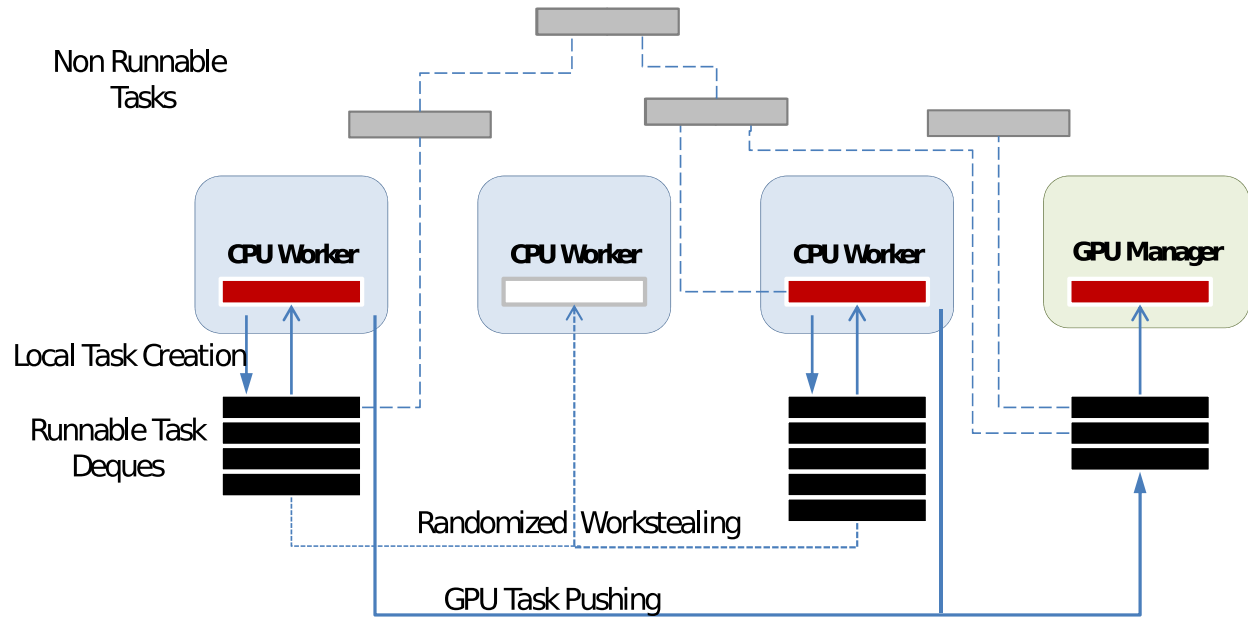 Non Runnable
Tasks
CPU Worker
CPU Worker
CPU Worker
GPU Manager
Local Task Creation
Runnable Task
Deques
Randomized Workstealing
GPU Task Pushing